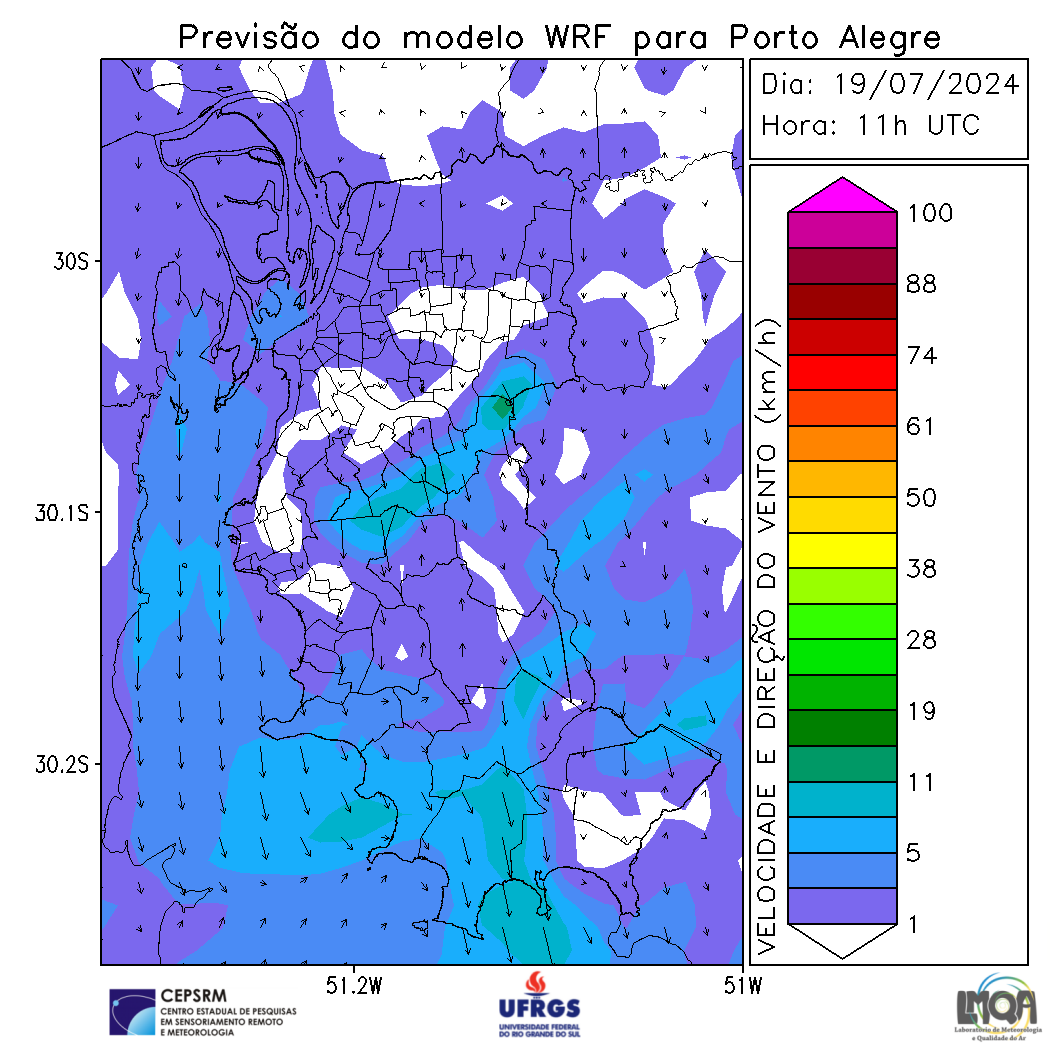 Previsão do modelo WRF para Porto Alegre
Dia: 19/07/2024
Hora: 11h UTC
30S
30.1S
30.2S
51.2W
51W
VELOCIDADE E DIREÇÃO DO VENTO (km/h)
100
88
74
61
50
38
28
19
11
5
1
CEPSRM
CENTRO ESTADUAL DE PESQUISAS
EM SENSORIAMENTO REMOTO
E METEOROLOGIA
UFRGS
UNIVERSIDADE FEDERAL
DO RIO GRANDE DO SUL
LMQA
Laboratório de Meteorologia
e Qualidade do Ar